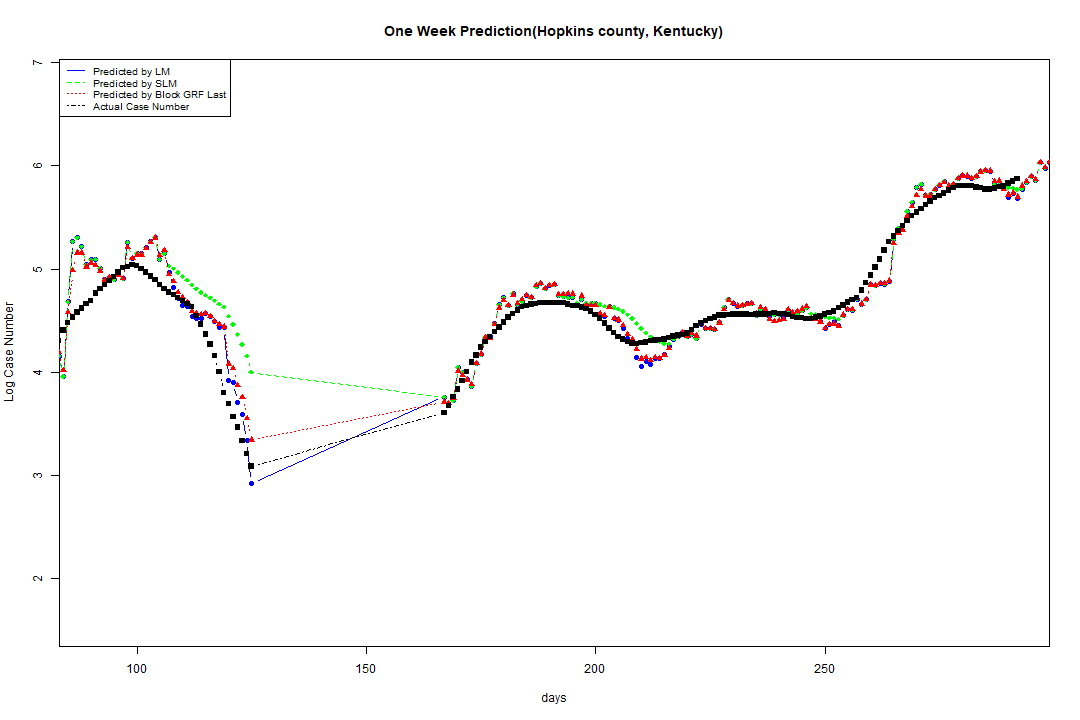 One Week Prediction(Hopkins county, Kentucky)
Predicted by LM
Predicted by SLM
Predicted by Block GRF Last
Actual Case Number
7
6
5
4
3
2
Log Case Number
100
150
200
250
days